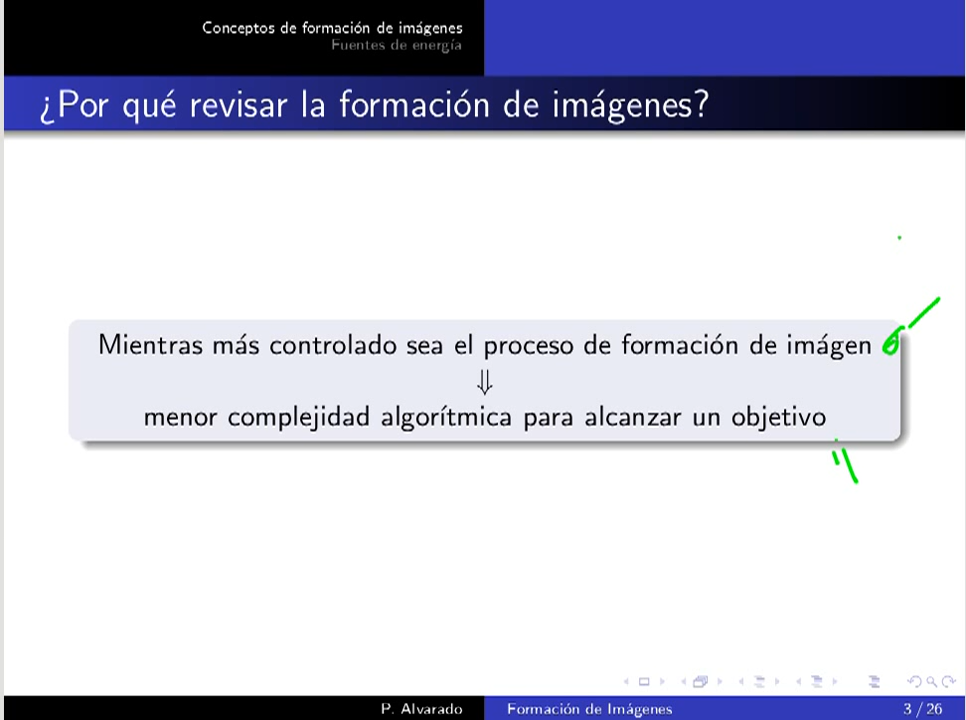 Conceptos de formación de imágenes
Fuentes de energía
¿Por qué revisar la formación de imágenes?
Mientras más controlado sea el proceso de formación de imágen
⇓
menor complejidad algorítmica para alcanzar un objetivo
P. Alvarado
Formación de Imágenes
3 / 26